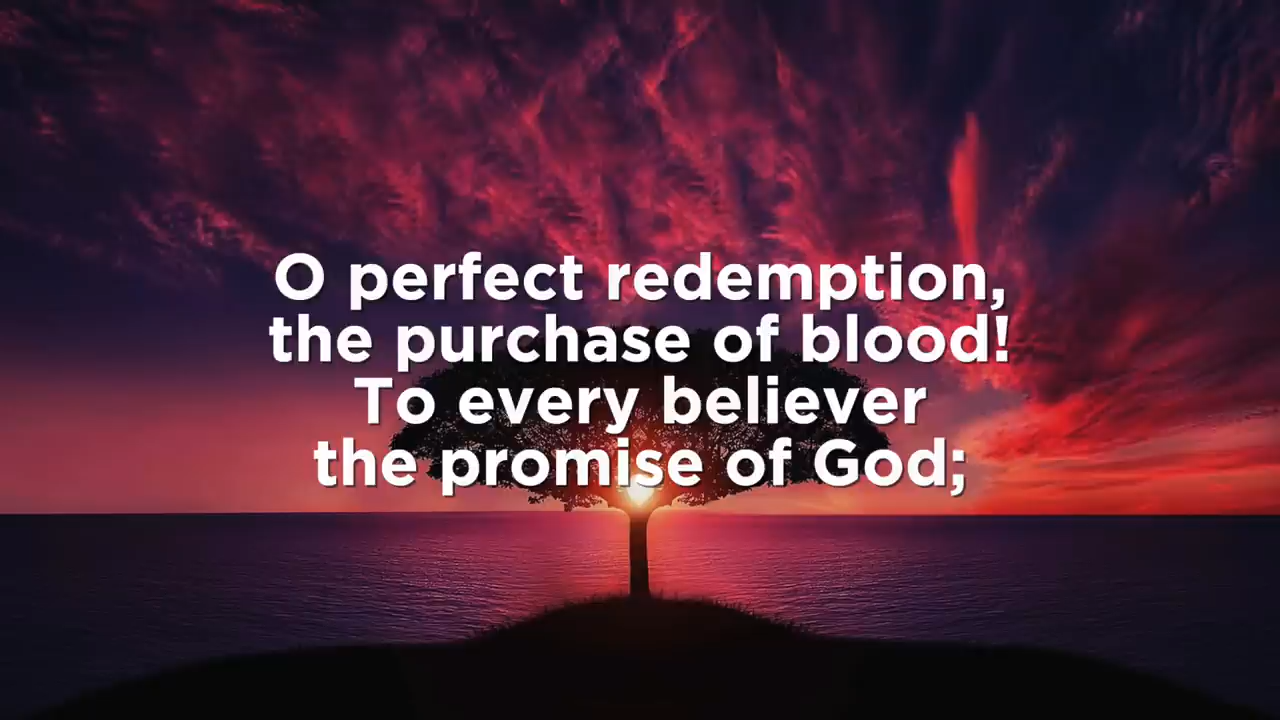 O perfect redemption,
the purchase of blood!
To every believer
the promise of God;